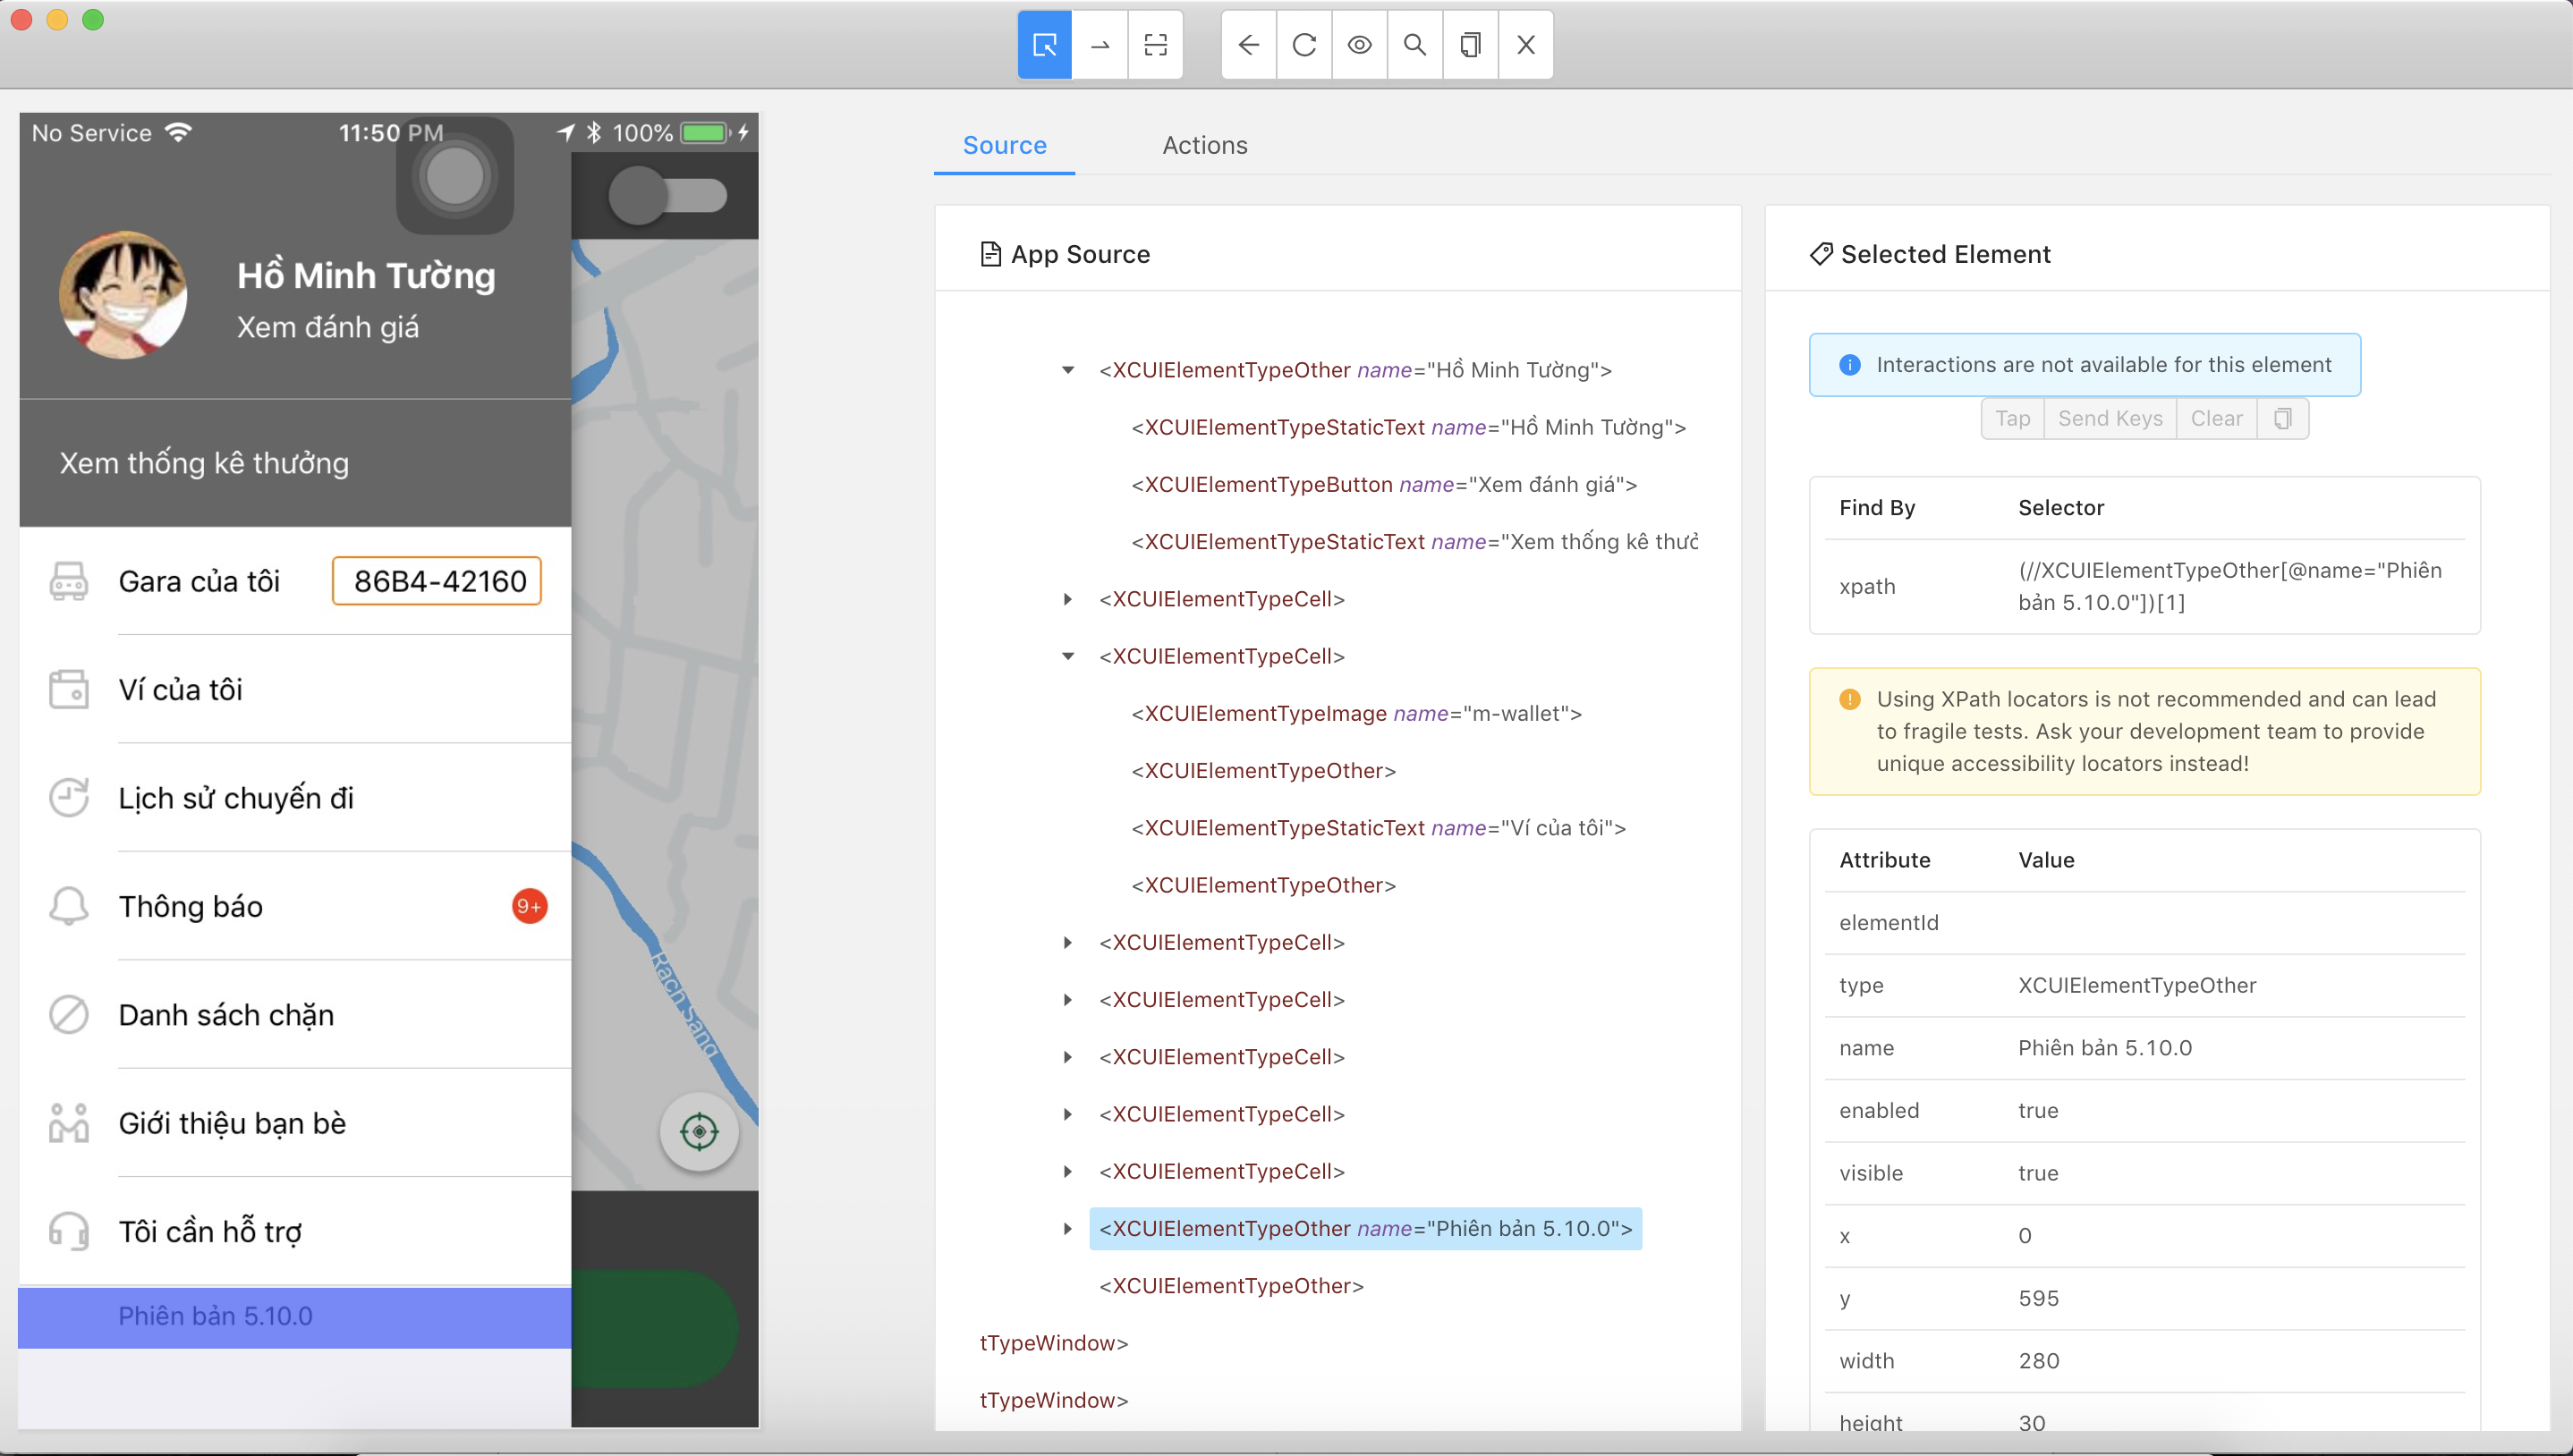 No Service
11:50 PM
100%
Hồ Minh Tường
Xem đánh giá
Xem thống kê thưởng
Gara của tôi
86B4-42160
Ví của tôi
Lịch sử chuyến đi
Thông báo
9+
Danh sách chặn
Giới thiệu bạn bè
Tôi cần hỗ trợ
Phiên bản 5.10.0
Rạch Sang
Source
Actions
App Source
<XCUIElementTypeOther name="Hồ Minh Tường">
<XCUIElementTypeStaticText name="Hồ Minh Tường">
<XCUIElementTypeButton name="Xem đánh giá">
<XCUIElementTypeStaticText name="Xem thống kê thưở
<XCUIElementTypeCell>
<XCUIElementTypeCell>
<XCUIElementTypeImage name="m-wallet">
<XCUIElementTypeOther>
<XCUIElementTypeStaticText name="Ví của tôi">
<XCUIElementTypeOther>
<XCUIElementTypeCell>
<XCUIElementTypeCell>
<XCUIElementTypeCell>
<XCUIElementTypeCell>
<XCUIElementTypeCell>
<XCUIElementTypeOther name="Phiên bản 5.10.0">
<XCUIElementTypeOther>
tTypeWindow>
tTypeWindow>
Selected Element
Interactions are not available for this element
Tap
Send Keys
Clear
Find By Selector
xpath
(//XCUIElementTypeOther[@name="Phiên
bản 5.10.0"])[1]
Using XPath locators is not recommended and can lead
to fragile tests. Ask your development team to provide
unique accessibility locators instead!
Attribute Value
elementId
type XCUIElementTypeOther
name Phiên bản 5.10.0
enabled true
visible true
x 0
y 595
width 280
height 30